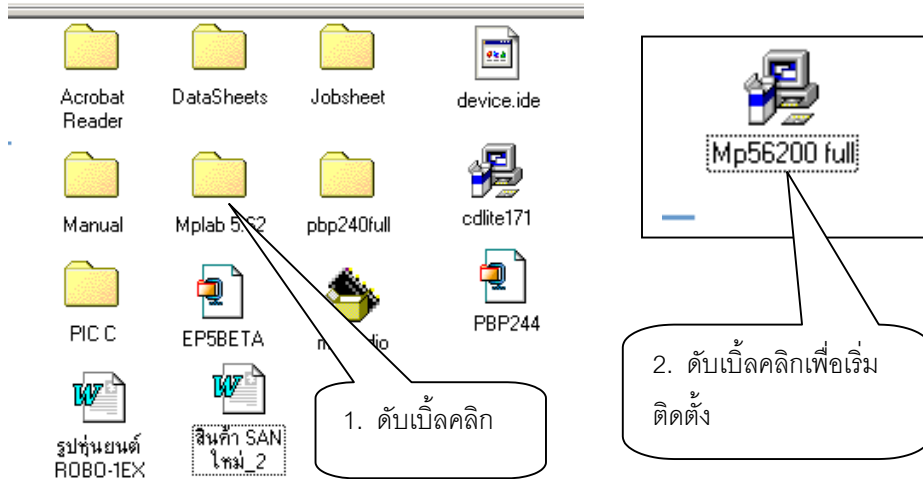 Acrobat
Reader
DataSheets
Jobsheet
device.ide
Mp56200 full
Manual
Mplab 5.62
pbp240full
cdlite171
PIC C
EP5BETA
PBP244
2. ดับเบิ้ลคลิกเพื่อเริ่ม
ติดตั้ง
1. ดับเบิ้ลคลิก
รูปหุ่นยนต์
ROBO-1EX
สินค้า SAN
ใหม่_2